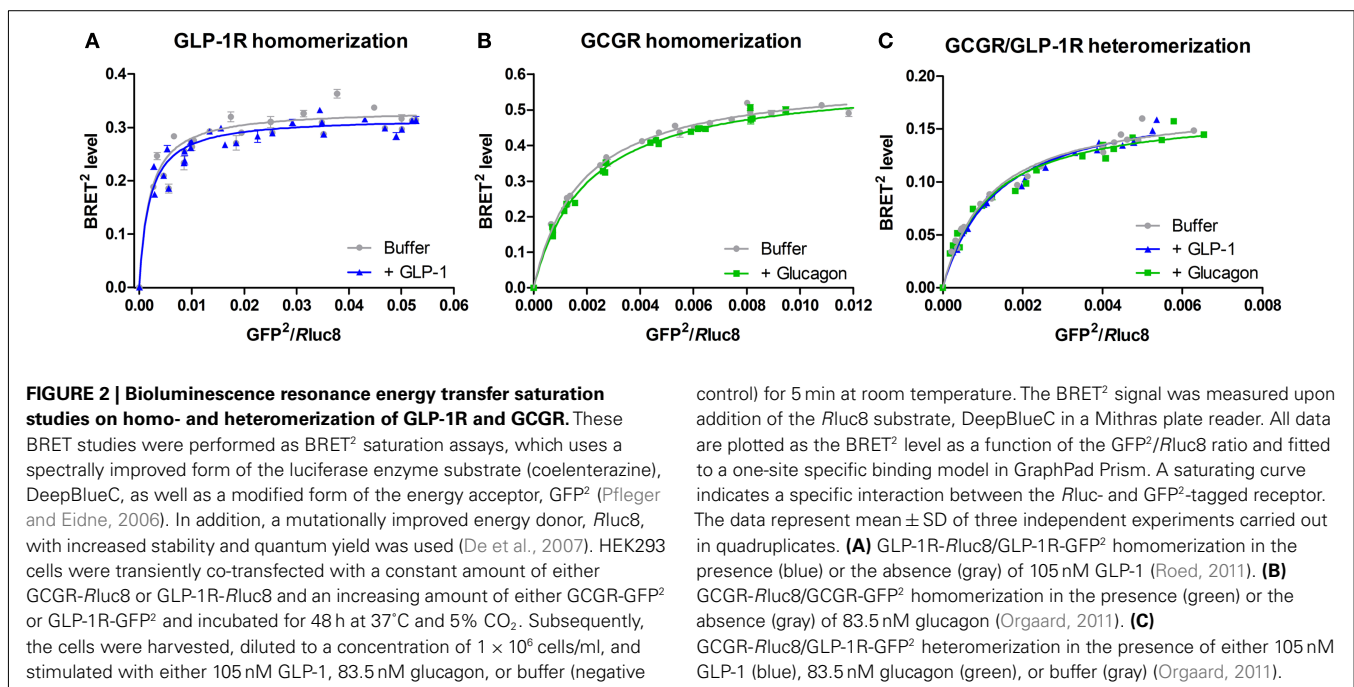 A
GLP-1R homomerization
BRET² level
0.4
0.3
0.2
0.1
0.0
0.00 0.01 0.02 0.03 0.04 0.05 0.06
GFP²/Rluc8
Buffer
+ GLP-1
B
GCGR homomerization
BRET² level
0.6
0.5
0.4
0.3
0.2
0.1
0.0
0.000 0.002 0.004 0.006 0.008 0.010 0.012
GFP²/Rluc8
Buffer
+ Glucagon
C
GCGR/GLP-1R heteromerization
BRET² level
0.20
0.15
0.10
0.05
0.00
0.000 0.002 0.004 0.006 0.008
GFP²/Rluc8
Buffer
+ GLP-1
+ Glucagon
FIGURE 2 | Bioluminescence resonance energy transfer saturation
studies on homo- and heteromerization of GLP-1R and GCGR. These
BRET studies were performed as BRET² saturation assays, which uses a
spectrally improved form of the luciferase enzyme substrate (coelenterazine),
DeepBlueC, as well as a modified form of the energy acceptor, GFP² (Pfleger
and Eidne, 2006). In addition, a mutationally improved energy donor, Rluc8,
with increased stability and quantum yield was used (De et al., 2007). HEK293
cells were transiently co-transfected with a constant amount of either
GCGR-Rluc8 or GLP-1R-Rluc8 and an increasing amount of either GCGR-GFP²
or GLP-1R-GFP² and incubated for 48 h at 37°C and 5% CO₂. Subsequently,
the cells were harvested, diluted to a concentration of 1 × 10⁶ cells/ml, and
stimulated with either 105 nM GLP-1, 83.5 nM glucagon, or buffer (negative
control) for 5 min at room temperature. The BRET² signal was measured upon
addition of the Rluc8 substrate, DeepBlueC in a Mithras plate reader. All data
are plotted as the BRET² level as a function of the GFP²/Rluc8 ratio and fitted
to a one-site specific binding model in GraphPad Prism. A saturating curve
indicates a specific interaction between the Rluc- and GFP²-tagged receptor.
The data represent mean ± SD of three independent experiments carried out
in quadruplicates. (A) GLP-1R-Rluc8/GLP-1R-GFP² homomerization in the
presence (blue) or the absence (gray) of 105 nM GLP-1 (Roed, 2011). (B)
GCGR-Rluc8/GCGR-GFP² homomerization in the presence (green) or the
absence (gray) of 83.5 nM glucagon (Orgaard, 2011). (C)
GCGR-Rluc8/GLP-1R-GFP² heteromerization in the presence of either 105 nM
GLP-1 (blue), 83.5 nM glucagon (green), or buffer (gray) (Orgaard, 2011).